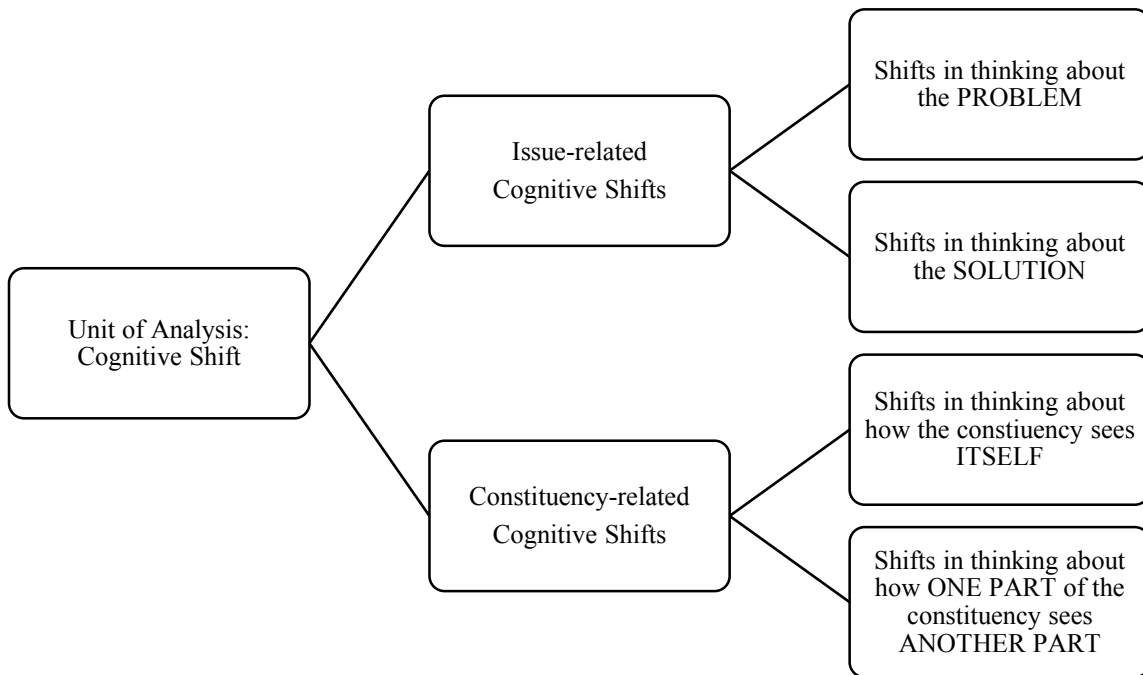 Unit of Analysis:
Cognitive Shift
Issue-related
Cognitive Shifts
Shifts in thinking about
the PROBLEM
Shifts in thinking about
the SOLUTION
Constituency-related
Cognitive Shifts
Shifts in thinking about
how the constiuency sees
ITSELF
Shifts in thinking about
how ONE PART of the
constituency sees
ANOTHER PART